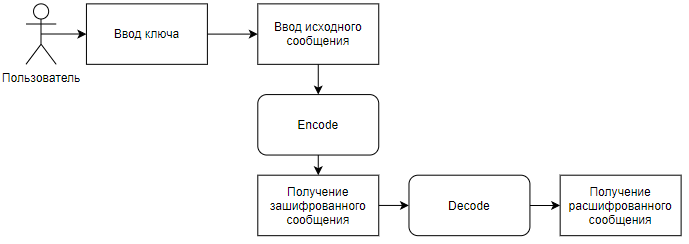 Пользователь
Ввод ключа
Ввод исходного
сообщения
Encode
Получение
зашифрованного
сообщения
Decode
Получение
расшифрованного
сообщения